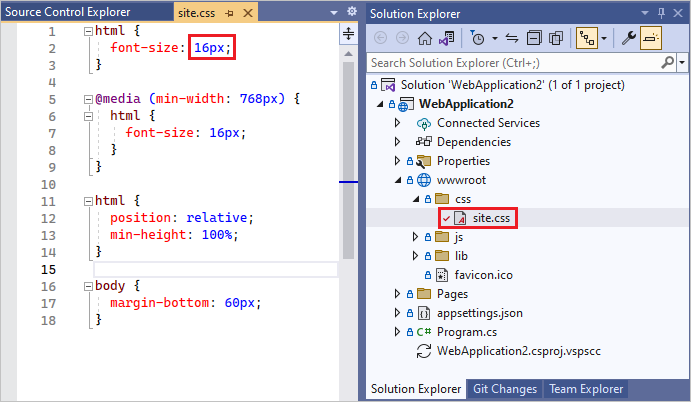 Source Control Explorer
site.css
1 html {
2 font-size: 16px;
3 }
4
5 @media (min-width: 768px) {
6 html {
7 font-size: 16px;
8 }
9 }
10
11 html {
12 position: relative;
13 min-height: 100%;
14 }
15
16 body {
17 margin-bottom: 60px;
18 }
Solution Explorer
Search Solution Explorer (Ctrl+;)
Solution 'WebApplication2' (1 of 1 project)
WebApplication2
Connected Services
Dependencies
Properties
wwwroot
css
site.css
js
lib
favicon.ico
Pages
appsettings.json
C# Program.cs
WebApplication2.csproj.vspscc
Solution Explorer
Git Changes
Team Explorer